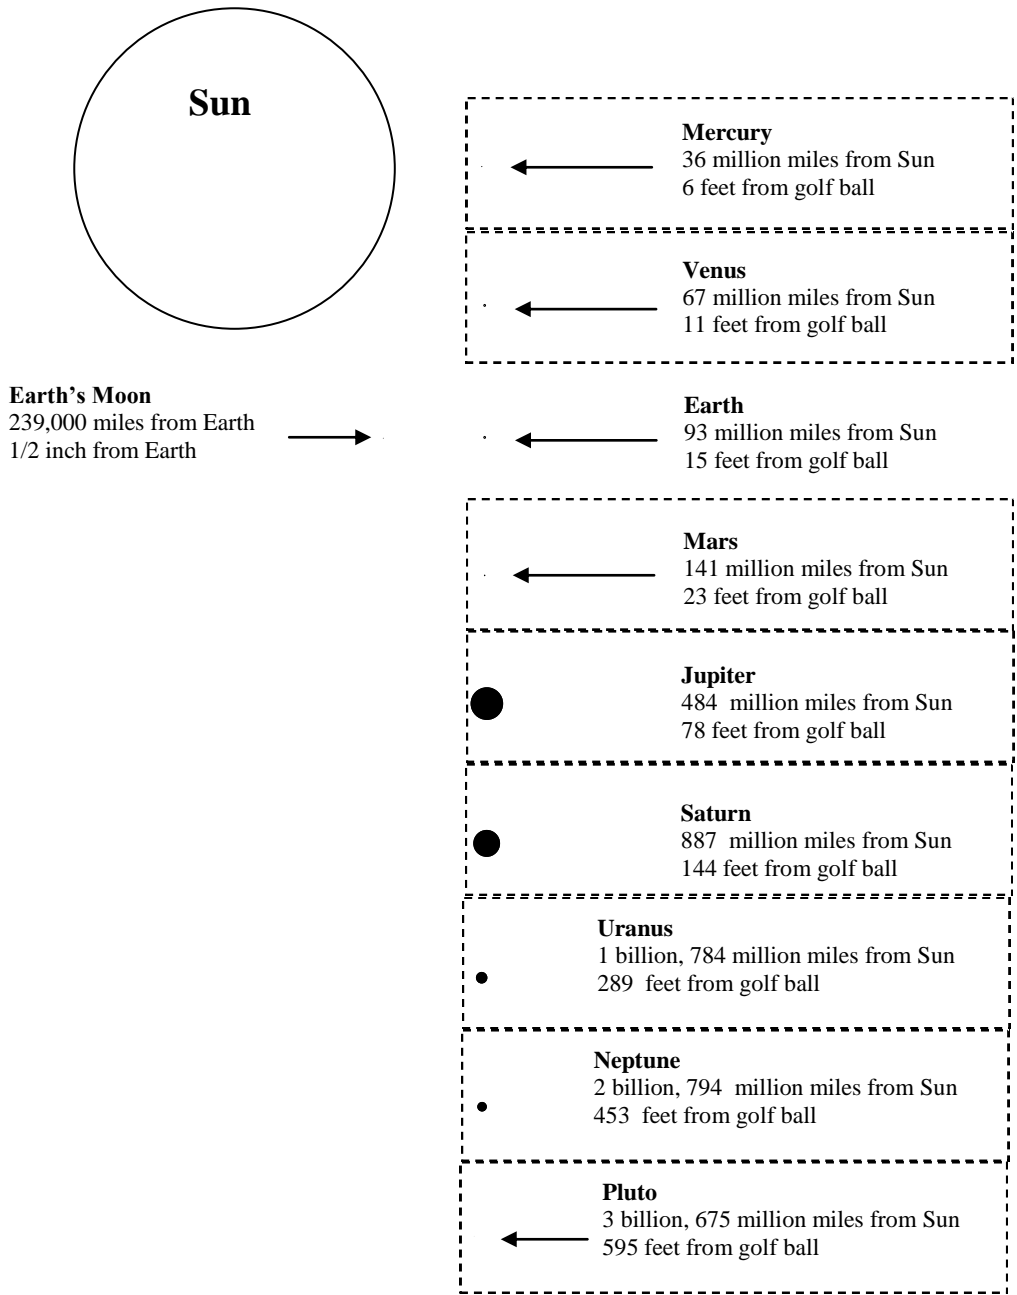 Sun
Mercury
36 million miles from Sun
6 feet from golf ball
Venus
67 million miles from Sun
11 feet from golf ball
Earth's Moon
239,000 miles from Earth
1/2 inch from Earth
Earth
93 million miles from Sun
15 feet from golf ball
Mars
141 million miles from Sun
23 feet from golf ball
Jupiter
484  million miles from Sun
78 feet from golf ball
Saturn
887  million miles from Sun
144 feet from golf ball
Uranus
1 billion, 784 million miles from Sun
289  feet from golf ball
Neptune
2 billion, 794  million miles from Sun
453  feet from golf ball
Pluto
3 billion, 675 million miles from Sun
595 feet from golf ball